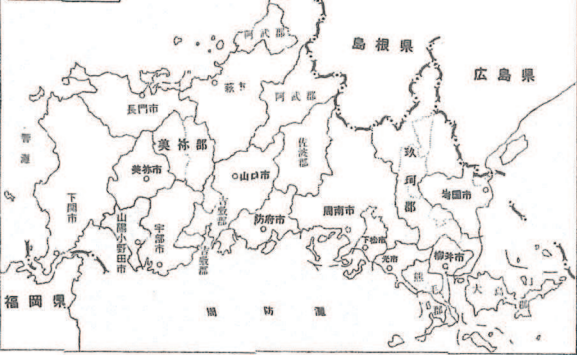 阿武郡
島根県
広島県
萩市
阿武郡
長門市
響灘
美祢郡
佐波郡
玖珂郡
美祢市
山口市
岩国市
下関市
吉敷郡
防府市
周南市
山陽小野田市
宇部市
吉敷郡
下松市
光市
柳井市
熊毛郡
大島郡
福岡県
周防灘